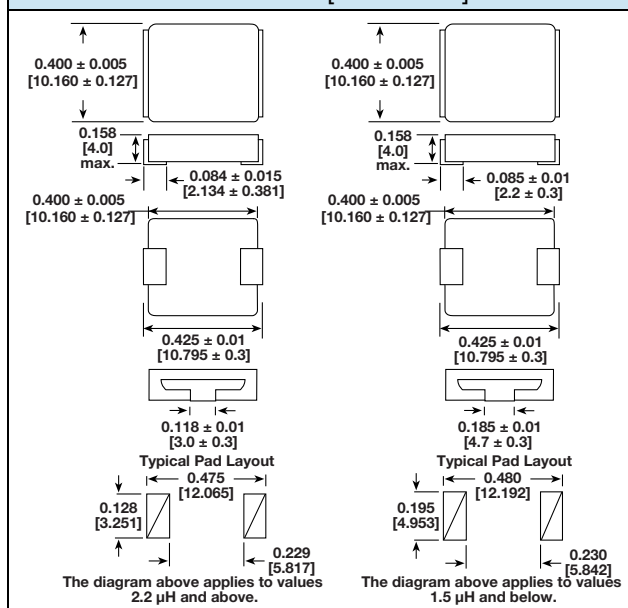 0.400 ± 0.005
[10.160 ± 0.127]
0.158
[4.0]
max.
0.084 ± 0.015
[2.134 ± 0.381]
0.400 ± 0.005
[10.160 ± 0.127]
0.425 ± 0.01
[10.795 ± 0.3]
0.118 ± 0.01
[3.0 ± 0.3]
Typical Pad Layout
0.475
[12.065]
0.128
[3.251]
0.229
[5.817]
The diagram above applies to values
2.2 µH and above.
0.400 ± 0.005
[10.160 ± 0.127]
0.158
[4.0]
max.
0.085 ± 0.01
[2.2 ± 0.3]
0.400 ± 0.005
[10.160 ± 0.127]
0.425 ± 0.01
[10.795 ± 0.3]
0.185 ± 0.01
[4.7 ± 0.3]
Typical Pad Layout
0.480
[12.192]
0.195
[4.953]
0.230
[5.842]
The diagram above applies to values
1.5 µH and below.